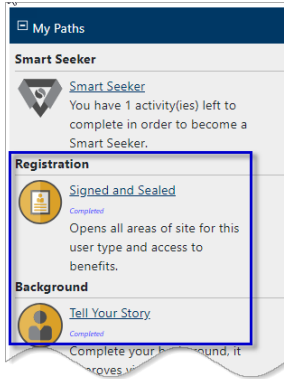 My Paths
Smart Seeker
Smart Seeker
You have 1 activity(ies) left to
complete in order to become a
Smart Seeker.
Registration
Signed and Sealed
Completed
Opens all areas of site for this
user type and access to
benefits.
Background
Tell Your Story
Completed
Complete your background, it
improves